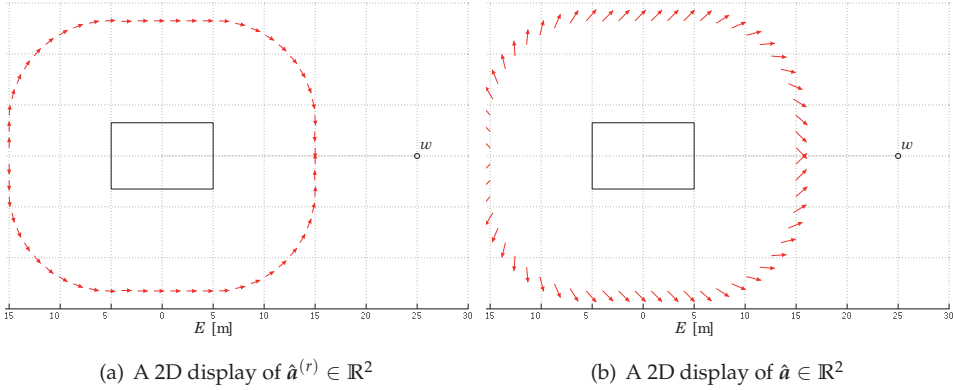 w
w
15 10 5 0 5 10 15 20 25 30
15 10 5 0 5 10 15 20 25 30
E [m]
E [m]
(a) A 2D display of â^(r) ∈ ℝ²
(b) A 2D display of â ∈ ℝ²